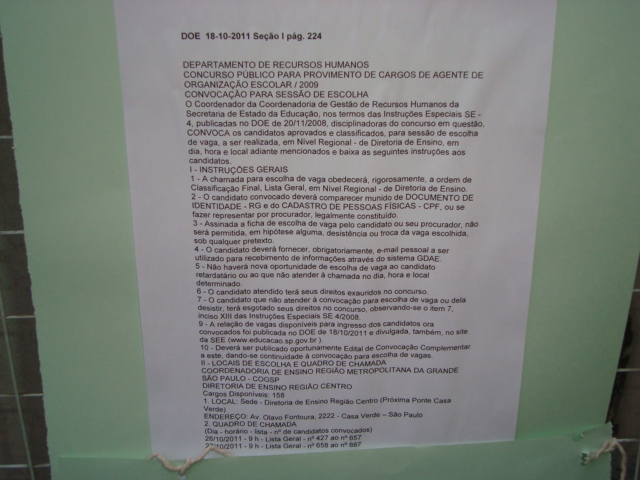 DOE 18-10-2011 Seção I pág. 224
DEPARTAMENTO DE RECURSOS HUMANOS
CONCURSO PÚBLICO PARA PROVIMENTO DE CARGOS DE AGENTE DE
ORGANIZAÇÃO ESCOLAR / 2009
CONVOCAÇÃO PARA SESSÃO DE ESCOLHA
O Coordenador da Coordenadoria de Gestão de Recursos Humanos da
Secretaria de Estado da Educação, nos termos das Instruções Especiais SE -
4, publicadas no DOE de 20/11/2008, disciplinadoras do concurso em questão,
CONVOCA os candidatos aprovados e classificados, para sessão de escolha
de vaga, a ser realizada, em Nível Regional - de Diretoria de Ensino, em
dia, hora e local adiante mencionados e baixa as seguintes instruções aos
candidatos.
I - INSTRUÇÕES GERAIS
1 - A chamada para escolha de vaga obedecerá, rigorosamente, a ordem de
Classificação Final, Lista Geral, em Nível Regional - de Diretoria de Ensino.
2 - O candidato convocado deverá comparecer munido de DOCUMENTO DE
IDENTIDADE - RG e do CADASTRO DE PESSOAS FÍSICAS - CPF, ou se
fazer representar por procurador, legalmente constituído.
3 - Assinada a ficha de escolha de vaga pelo candidato ou seu procurador, não
será permitida, em hipótese alguma, desistência ou troca da vaga escolhida,
sob qualquer pretexto.
4 - O candidato deverá fornecer, obrigatoriamente, e-mail pessoal a ser
utilizado para recebimento de informações através do sistema GDAE.
5 - Não haverá nova oportunidade de escolha de vaga ao candidato
retardatário ou ao que não atender à chamada no dia, hora e local
determinado.
6 - O candidato atendido terá seus direitos exauridos no concurso.
7 - O candidato que não atender à convocação para escolha de vaga ou dela
desistir, terá esgotado seus direitos no concurso, observando-se o item 7,
inciso XIII das Instruções Especiais SE 4/2008.
9 - A relação de vagas disponíveis para ingresso dos candidatos ora
convocados foi publicada no DOE de 18/10/2011 e divulgada, também, no site
da SEE (www.educacao.sp.gov.br ).
10 - Deverá ser publicado oportunamente Edital de Convocação Complementar
a este, dando-se continuidade à convocação para escolha de vagas.
II - LOCAIS DE ESCOLHA E QUADRO DE CHAMADA
COORDENADORIA DE ENSINO REGIÃO METROPOLITANA DA GRANDE
SÃO PAULO - COGSP
DIRETORIA DE ENSINO REGIÃO CENTRO
Cargos Disponíveis: 158
1. LOCAL: Sede - Diretoria de Ensino Região Centro (Próxima Ponte Casa
Verde)
ENDEREÇO: Av. Olavo Fontoura, 2222 - Casa Verde – São Paulo
2. QUADRO DE CHAMADA
(Dia - horário - lista - nº de candidatos convocados)
26/10/2011 - 9 h - Lista Geral - nº 427 ao nº 657
27/10/2011 - 9 h - Lista Geral - nº 658 ao nº 887